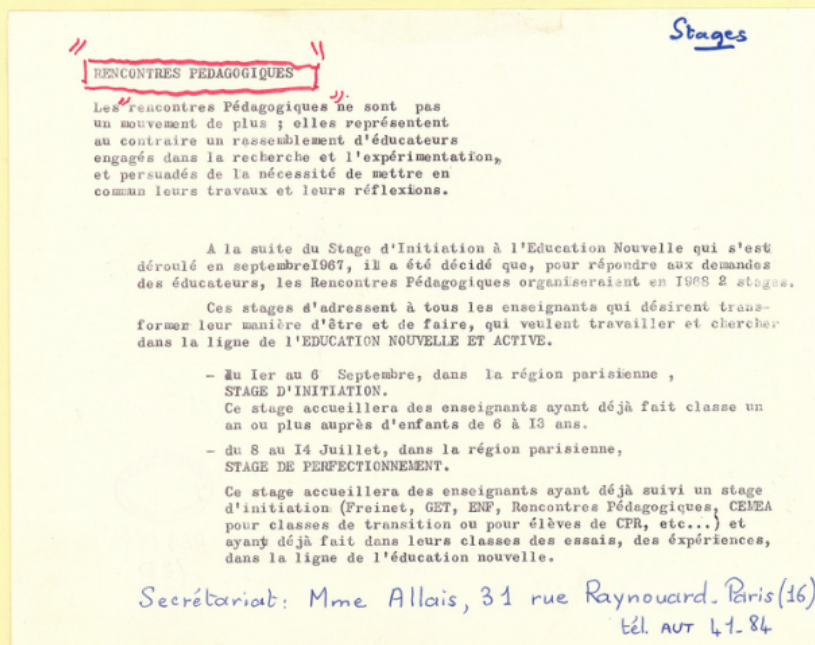 Stages
" RENCONTRES PEDAGOGIQUES "
Les "rencontres Pédagogiques" ne sont pas
un mouvement de plus ; elles représentent
au contraire un rassemblement d'éducateurs
engagés dans la recherche et l'expérimentation,
et persuadés de la nécessité de mettre en
commun leurs travaux et leurs réflexions.
A la suite du Stage d'Initiation à l'Education Nouvelle qui s'est
déroulé en septembre I967, il a été décidé que, pour répondre aux demandes
des éducateurs, les Rencontres Pédagogiques organiseraient en I968 2 stages.
Ces stages s'adressent à tous les enseignants qui désirent trans-
former leur manière d'être et de faire, qui veulent travailler et chercher
dans la ligne de l'EDUCATION NOUVELLE ET ACTIVE.
- du Ier au 6 Septembre, dans la région parisienne ,
STAGE D'INITIATION.
Ce stage accueillera des enseignants ayant déjà fait classe un
an ou plus auprès d'enfants de 6 à I3 ans.
- du 8 au I4 Juillet, dans la région parisienne,
STAGE DE PERFECTIONNEMENT.
Ce stage accueillera des enseignants ayant déjà suivi un stage
d'initiation (Freinet, GET, ENF, Rencontres Pédagogiques, CEMEA
pour classes de transition ou pour élèves de CPR, etc...) et
ayant déjà fait dans leurs classes des essais, des éxpériences,
dans la ligne de l'éducation nouvelle.
Secrétariat: Mme Allais, 31 rue Raynouard. Paris (16)
tél. AUT 41-84